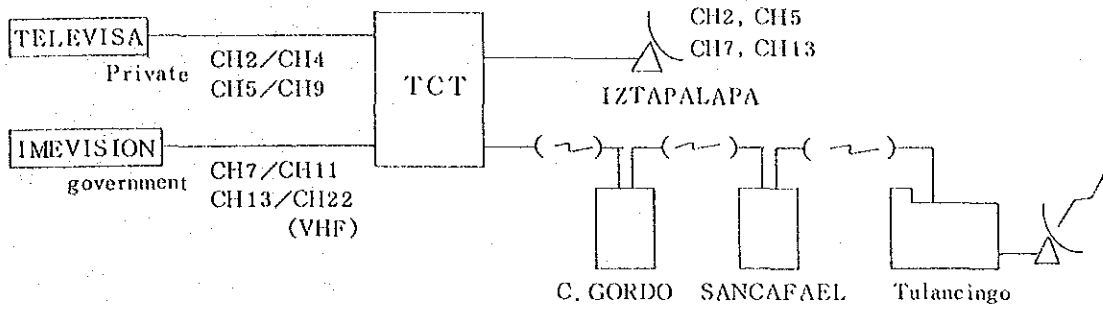 TELEVISA
Private
CH2/CH4
CH5/CH9
IMEVISION
government
CH7/CH11
CH13/CH22
(VHF)
TCT
CH2, CH5
CH7, CH13
IZTAPALAPA
C. GORDO
SANCAFAEL
Tulancingo